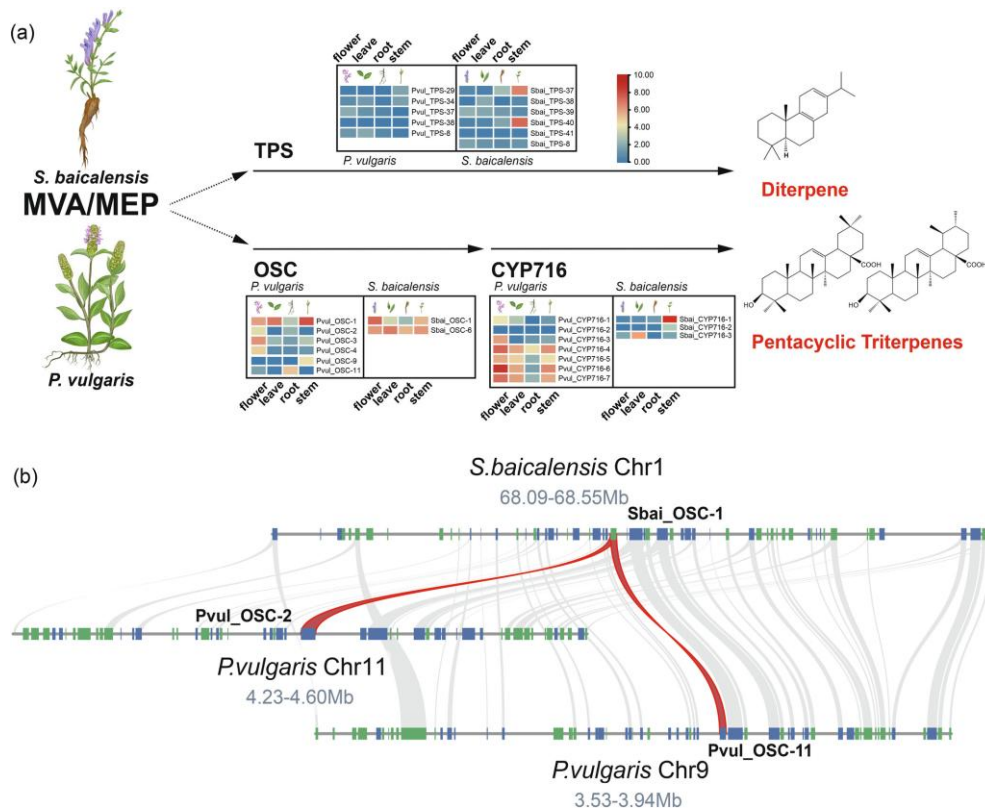 (a)
flower
leave
root
stem
flower
leave
root
stem
Pvul_TPS-29
Pvul_TPS-34
Pvul_TPS-37
Pvul_TPS-38
Pvul_TPS-8
Sbai_TPS-37
Sbai_TPS-38
Sbai_TPS-39
Sbai_TPS-40
Sbai_TPS-41
Sbai_TPS-8
10.00
8.00
6.00
4.00
2.00
0.00
TPS
P. vulgaris
S. baicalensis
H
Diterpene
S. baicalensis
MVA/MEP
P. vulgaris
OSC
P. vulgaris
S. baicalensis
Pvul_OSC-1
Pvul_OSC-2
Pvul_OSC-3
Pvul_OSC-4
Pvul_OSC-9
Pvul_OSC-11
Sbai_OSC-1
Sbai_OSC-6
flower
leave
root
stem
flower
leave
root
stem
CYP716
P. vulgaris
S. baicalensis
Pvul_CYP716-1
Pvul_CYP716-2
Pvul_CYP716-3
Pvul_CYP716-4
Pvul_CYP716-5
Pvul_CYP716-6
Pvul_CYP716-7
Sbai_CYP716-1
Sbai_CYP716-2
Sbai_CYP716-3
flower
leave
root
stem
flower
leave
root
stem
COOH
HO
COOH
HO
Pentacyclic Triterpenes
(b)
S.baicalensis Chr1
68.09-68.55Mb
Sbai_OSC-1
Pvul_OSC-2
P.vulgaris Chr11
4.23-4.60Mb
Pvul_OSC-11
P.vulgaris Chr9
3.53-3.94Mb